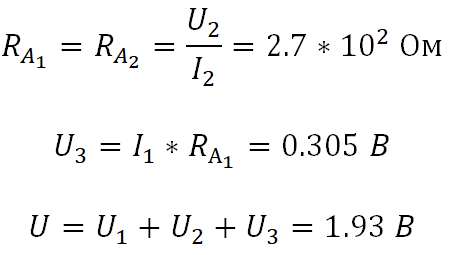 R_{A_1} = R_{A_2} = \frac{U_2}{I_2} = 2.7 * 10^2 Ом
U_3 = I_1 * R_{A_1} = 0.305 В
U = U_1 + U_2 + U_3 = 1.93 В